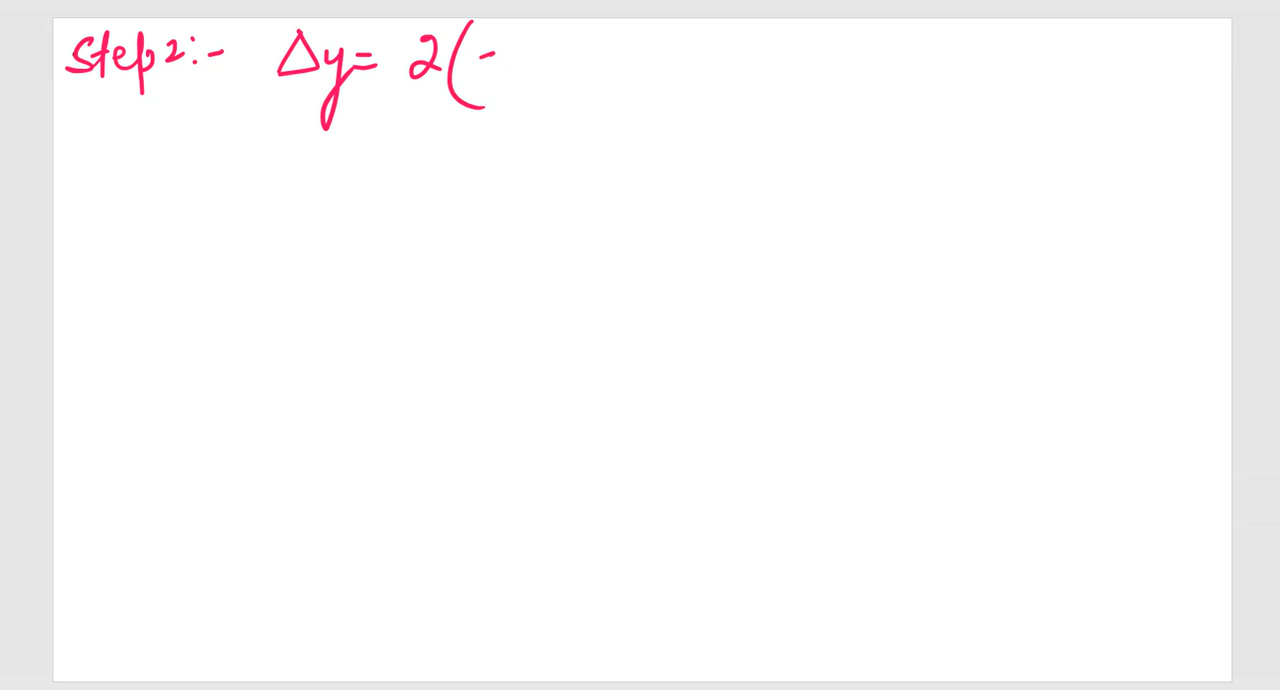 Step 2:- Δy= 2(-